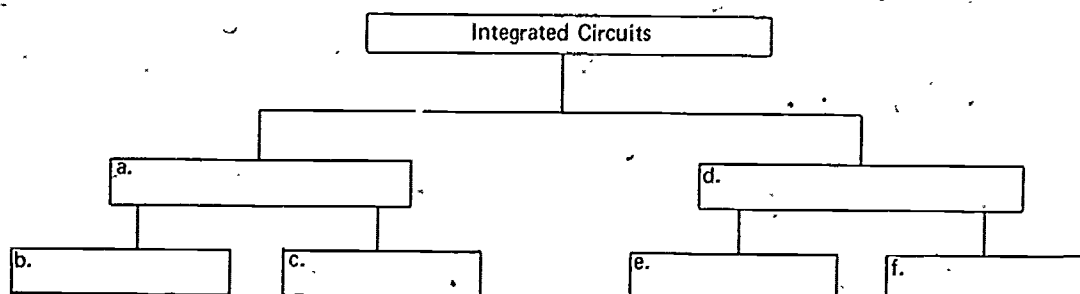 Integrated Circuits
a.
d.
b.
c.
e.
f.